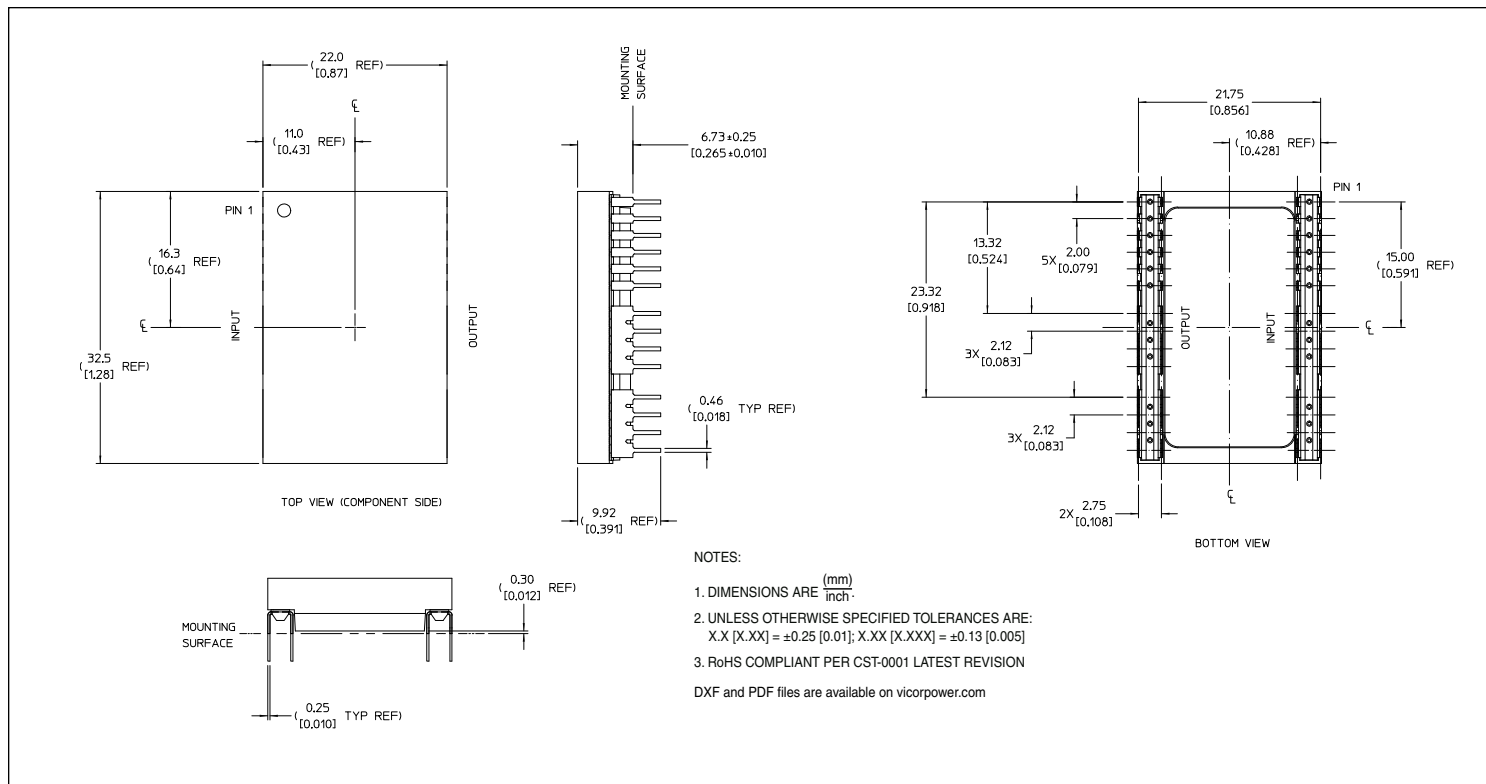 22.0
( [0.87] REF)
℄
11.0
( [0.43] REF)
PIN 1
16.3
( [0.64] REF)
℄
INPUT
OUTPUT
32.5
( [1.28] REF)
TOP VIEW (COMPONENT SIDE)
MOUNTING
SURFACE
6.73±0.25
[0.265±0.010]
0.46
( [0.018] TYP REF)
9.92
( [0.391] REF)
21.75
[0.856]
10.88
( [0.428] REF)
PIN 1
13.32
[0.524]
5X 2.00
[0.079]
15.00
( [0.591] REF)
23.32
[0.918]
OUTPUT
INPUT
℄
3X 2.12
[0.083]
3X 2.12
[0.083]
2X 2.75
[0.108]
℄
BOTTOM VIEW
0.30
( [0.012] REF)
MOUNTING
SURFACE
0.25
( [0.010] TYP REF)
NOTES:
1. DIMENSIONS ARE (mm)
inch.
2. UNLESS OTHERWISE SPECIFIED TOLERANCES ARE:
X.X [X.XX] = ±0.25 [0.01]; X.XX [X.XXX] = ±0.13 [0.005]
3. RoHS COMPLIANT PER CST-0001 LATEST REVISION
DXF and PDF files are available on vicorpower.com